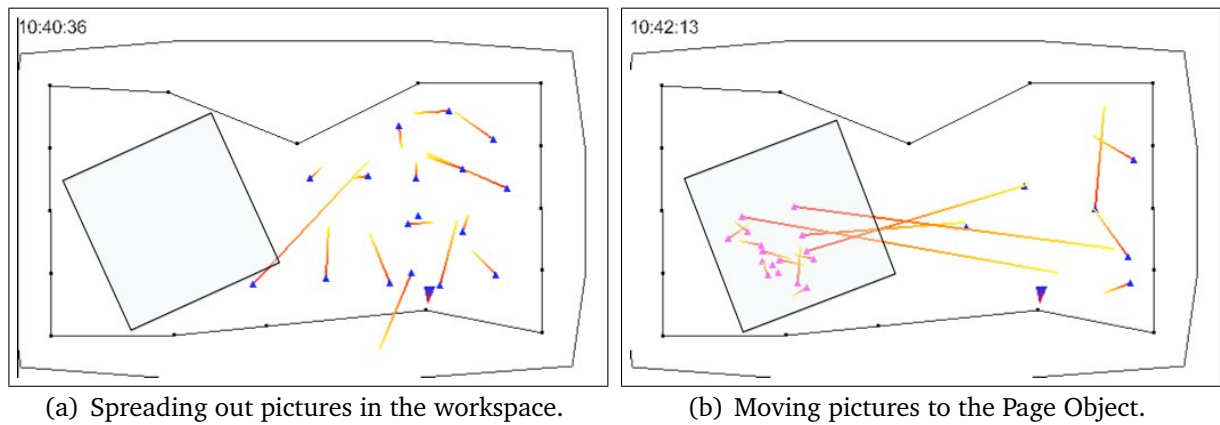 10:40:36
10:42:13
(a) Spreading out pictures in the workspace.
(b) Moving pictures to the Page Object.